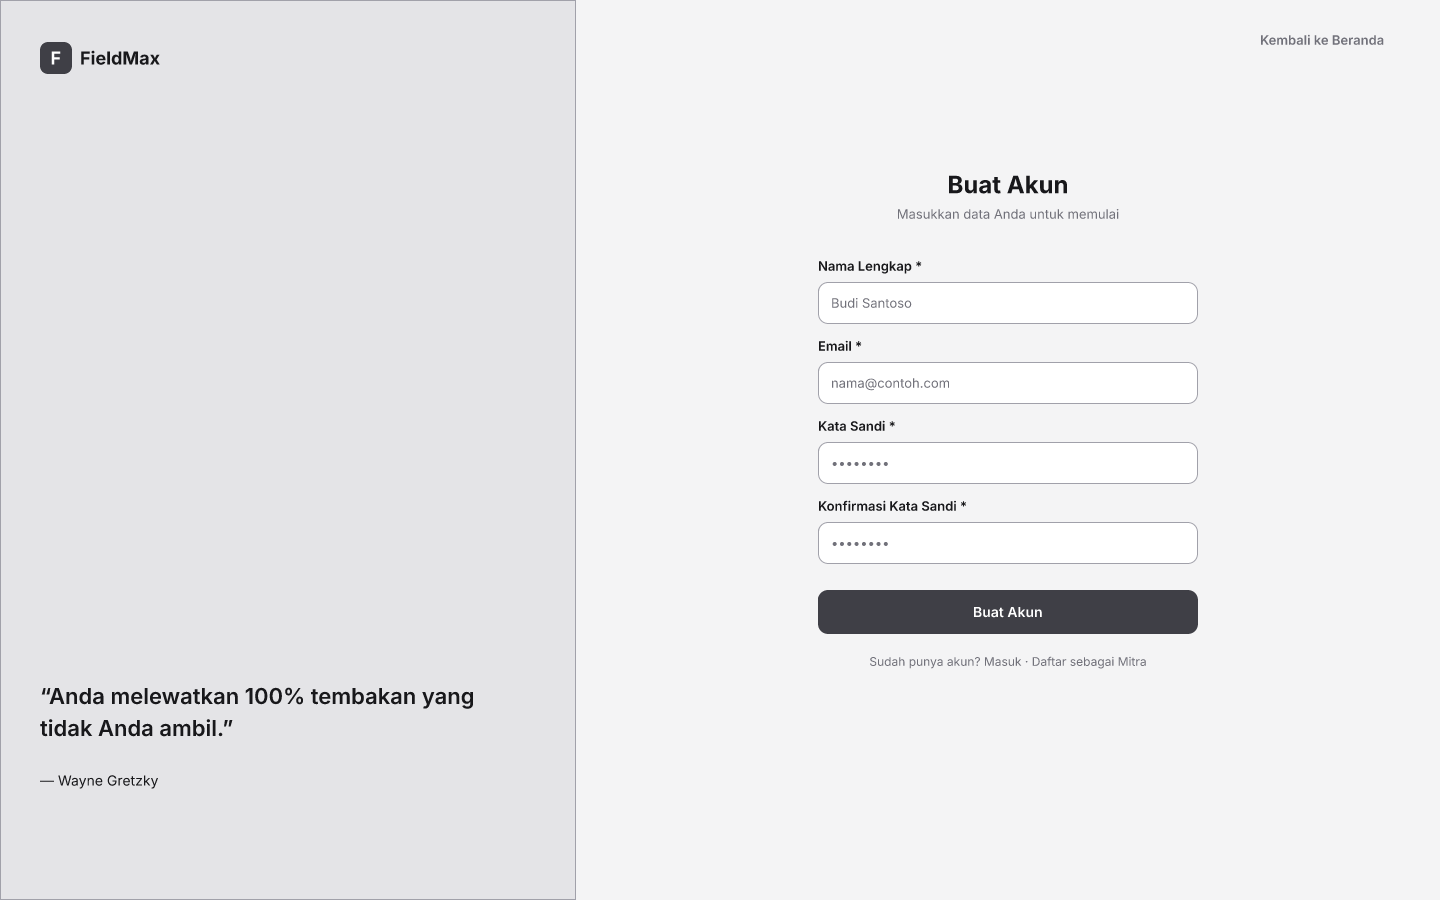 F FieldMax
“Anda melewatkan 100% tembakan yang
tidak Anda ambil.”
— Wayne Gretzky
Kembali ke Beranda
Buat Akun
Masukkan data Anda untuk memulai
Nama Lengkap *
Budi Santoso
Email *
nama@contoh.com
Kata Sandi *
••••••••
Konfirmasi Kata Sandi *
••••••••
Buat Akun
Sudah punya akun? Masuk · Daftar sebagai Mitra